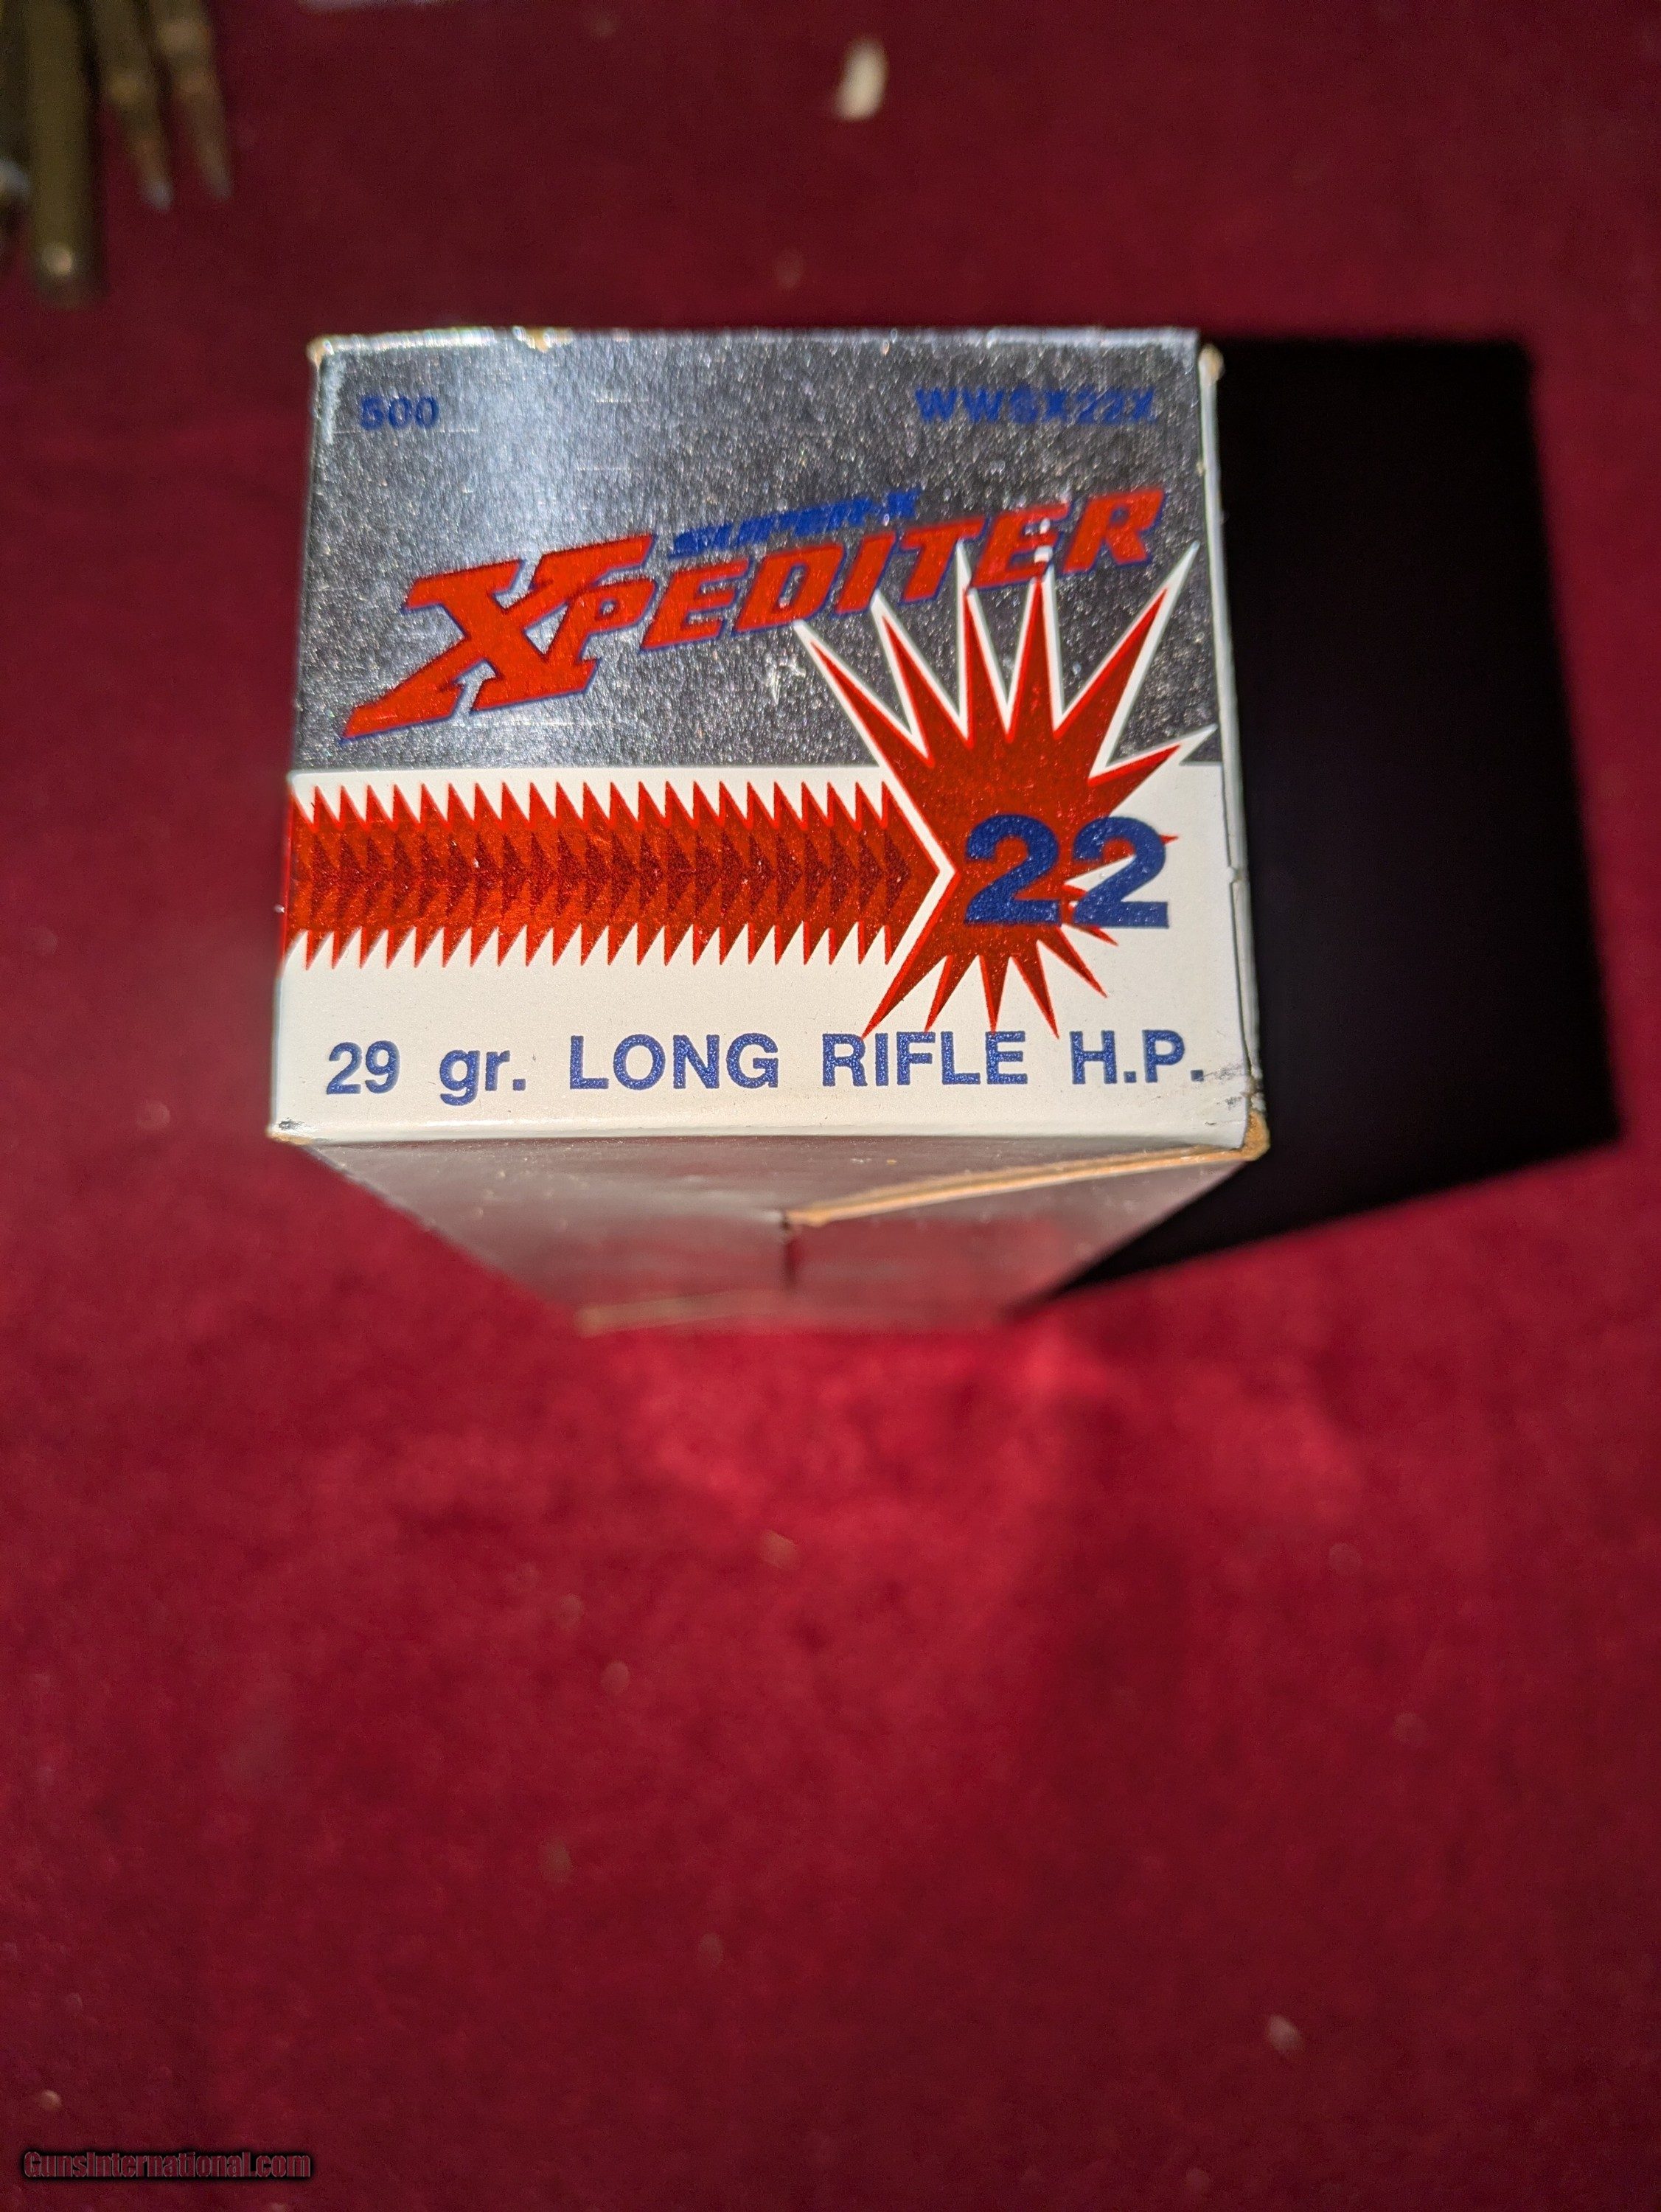 500 WWSX22X
SUPER-X
XPEDITER
22
29 gr. LONG RIFLE H.P.
GunsInternational.com